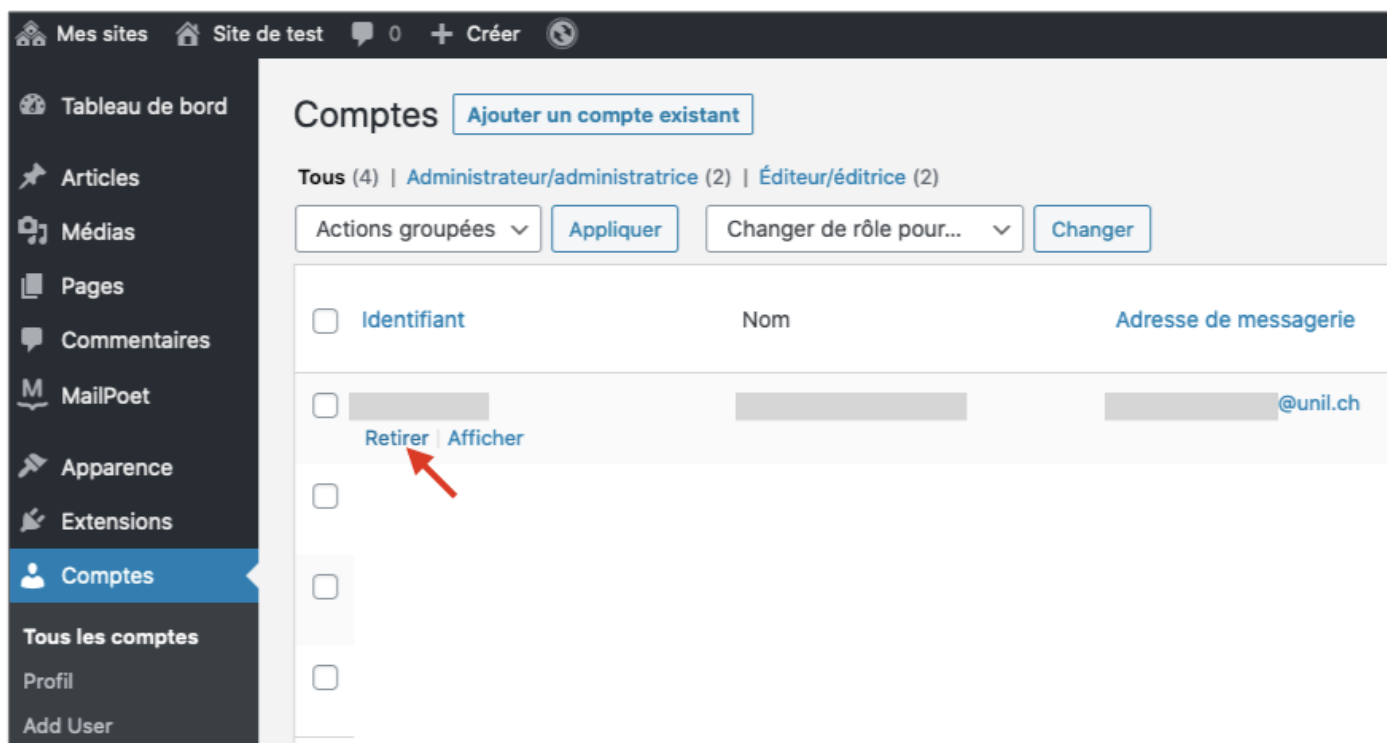 Mes sites Site de test 0 + Créer
Tableau de bord
Articles
Médias
Pages
Commentaires
MailPoet
Apparence
Extensions
Comptes
Tous les comptes
Profil
Add User
Comptes Ajouter un compte existant
Tous (4) | Administrateur/administratrice (2) | Éditeur/éditrice (2)
Actions groupées Appliquer Changer de rôle pour... Changer
Identifiant Nom Adresse de messagerie
@unil.ch
Retirer | Afficher